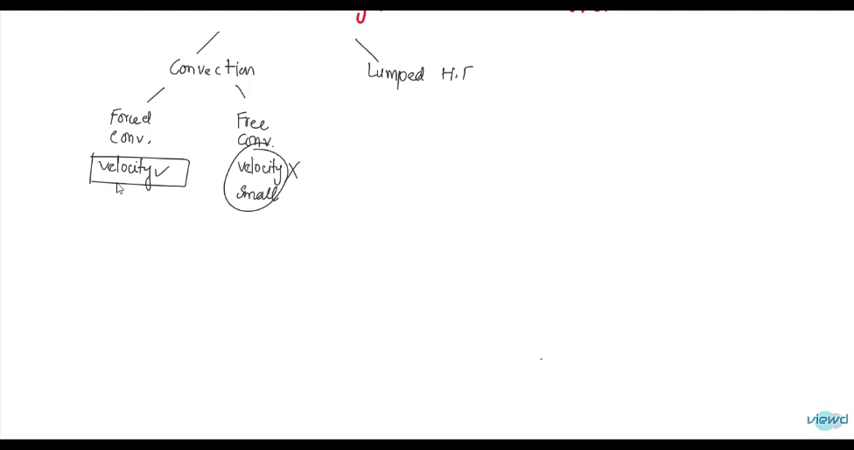 Convection
Lumped H.T
Forced
Conv.
Free
Conv.
velocity ✓
velocity X
small
viewd